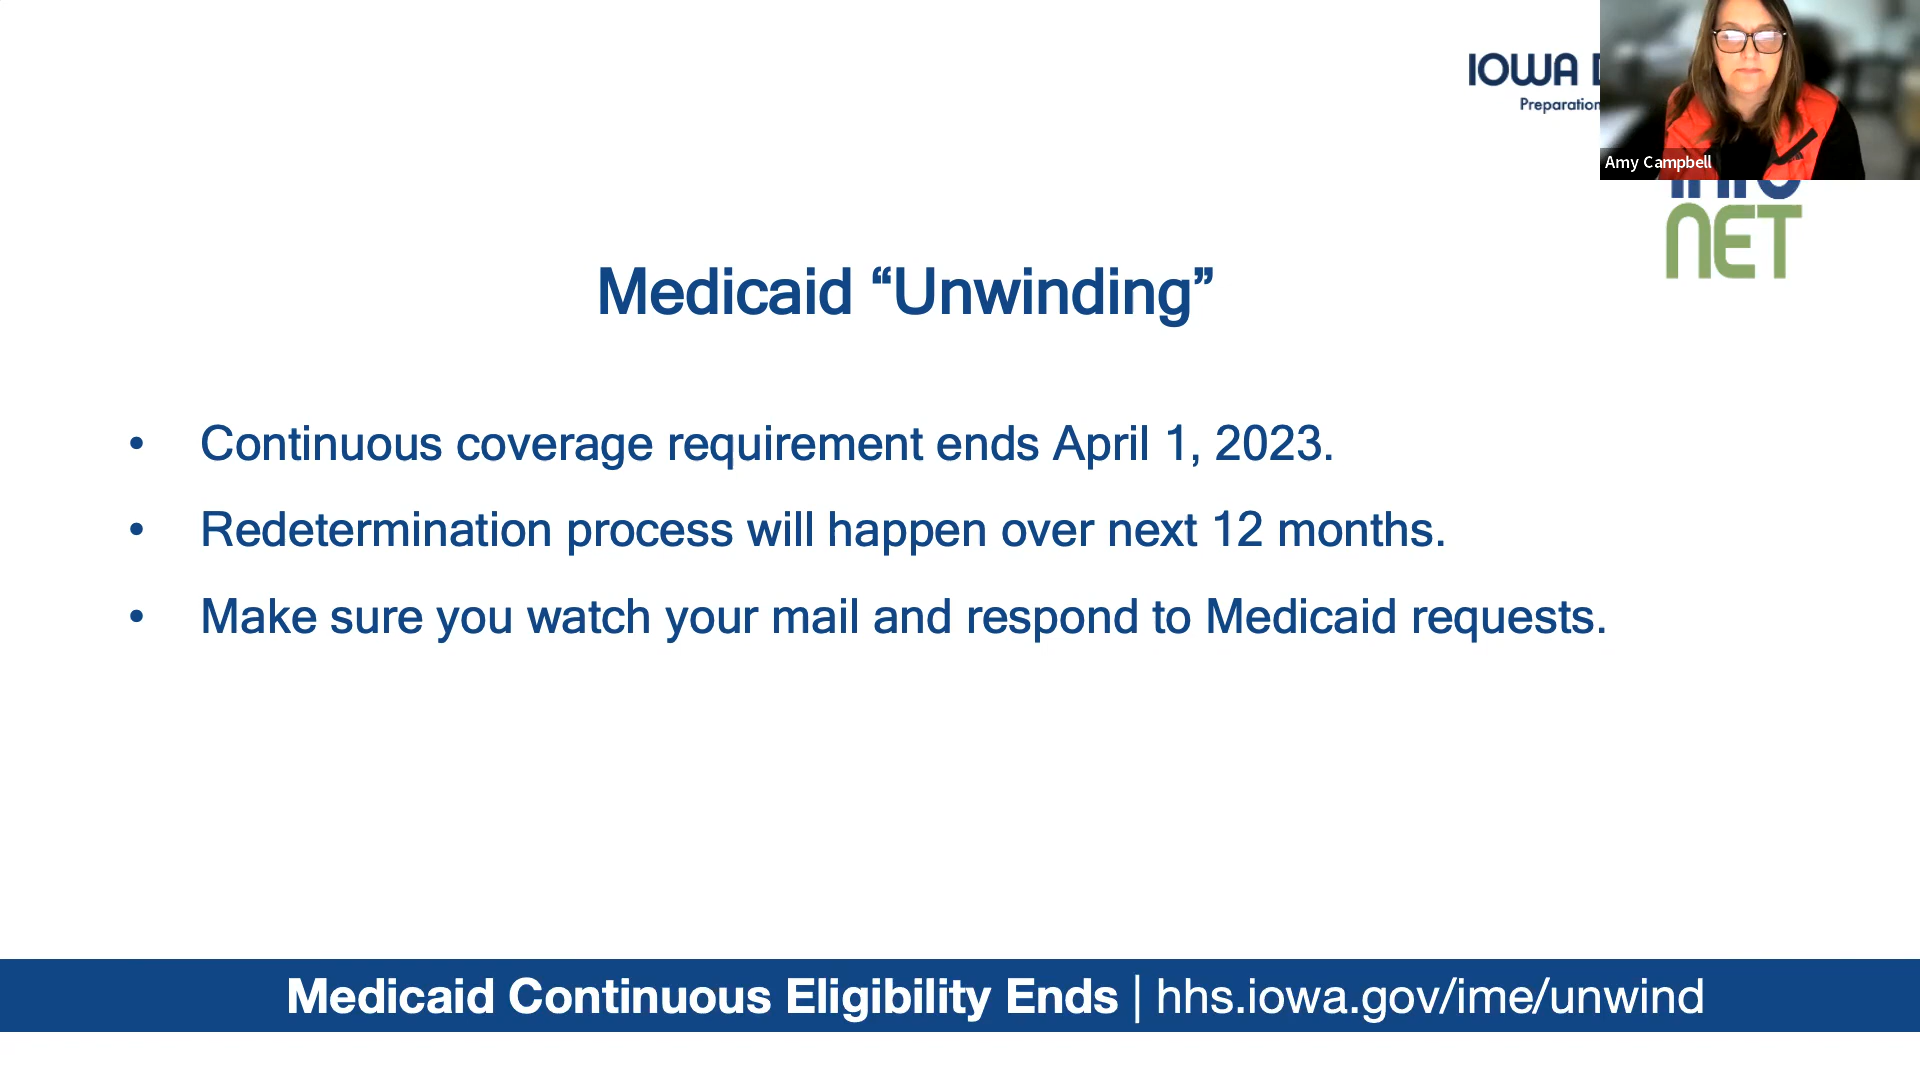 IOWA
Preparation
Amy Campbell
NET
Medicaid “Unwinding”
• Continuous coverage requirement ends April 1, 2023.
• Redetermination process will happen over next 12 months.
• Make sure you watch your mail and respond to Medicaid requests.
Medicaid Continuous Eligibility Ends | hhs.iowa.gov/ime/unwind